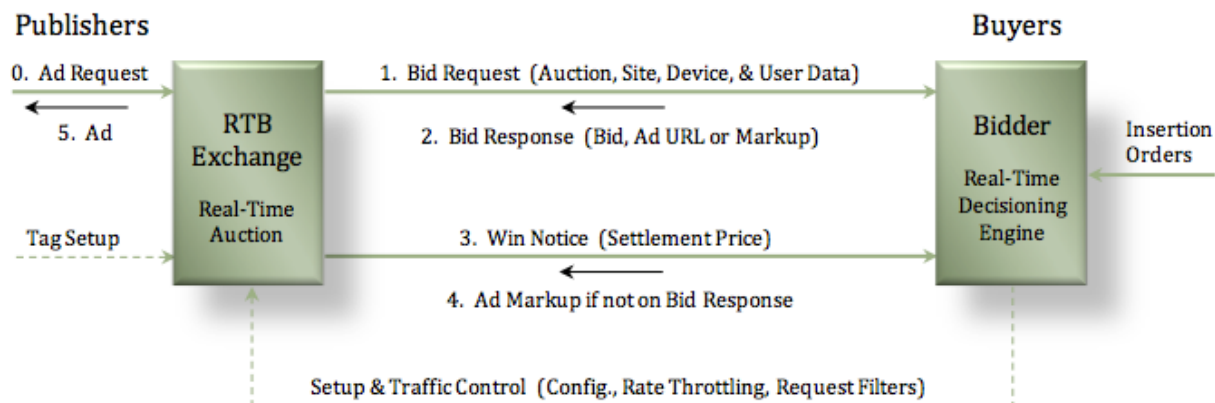 Publishers
Buyers
0. Ad Request
1. Bid Request (Auction, Site, Device, & User Data)
5. Ad
2. Bid Response (Bid, Ad URL or Markup)
RTB
Exchange
Real-Time
Auction
Bidder
Real-Time
Decisioning
Engine
Insertion
Orders
Tag Setup
3. Win Notice (Settlement Price)
4. Ad Markup if not on Bid Response
Setup & Traffic Control (Config., Rate Throttling, Request Filters)